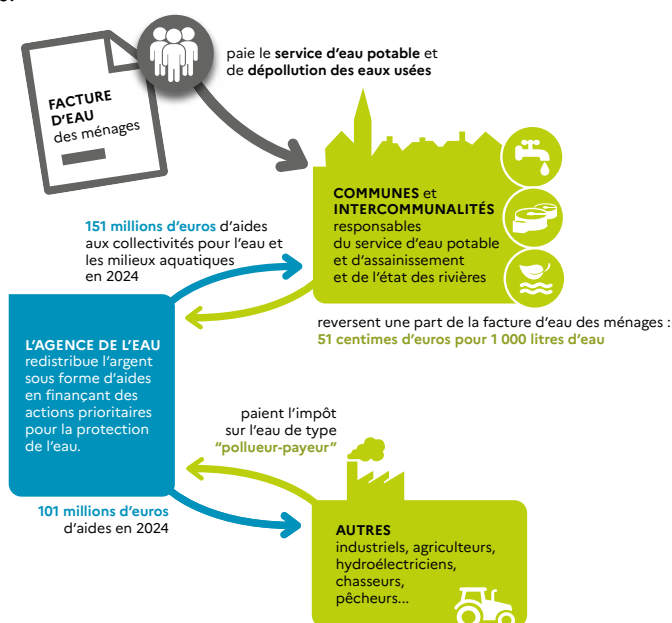 paie le service d'eau potable et
de dépollution des eaux usées
FACTURE
D'EAU
des ménages
COMMUNES et
INTERCOMMUNALITÉS
responsables
du service d'eau potable
et d'assainissement
et de l'état des rivières
151 millions d'euros d'aides
aux collectivités pour l'eau et
les milieux aquatiques
en 2024
reversent une part de la facture d'eau des ménages :
51 centimes d'euros pour 1 000 litres d'eau
L'AGENCE DE L'EAU
redistribue l'argent
sous forme d'aides
en finançant des
actions prioritaires
pour la protection
de l'eau.
paient l'impôt
sur l'eau de type
“pollueur-payeur”
101 millions d'euros
d'aides en 2024
AUTRES
industriels, agriculteurs,
hydroélectriciens,
chasseurs,
pêcheurs...